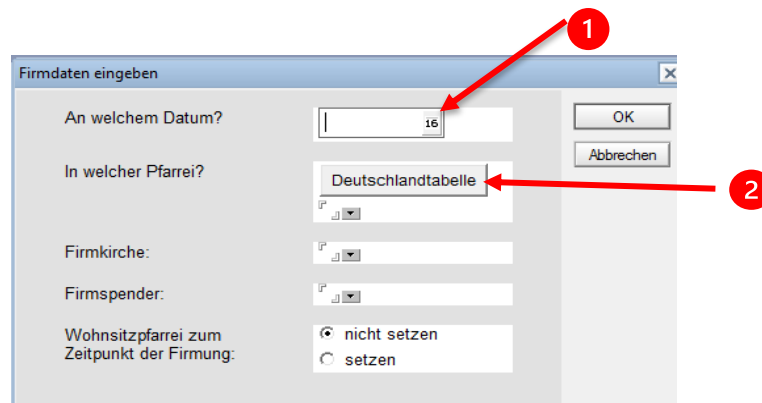 1
Firmdaten eingeben
An welchem Datum?
16
OK
In welcher Pfarrei?
Abbrechen
Deutschlandtabelle
2
Firmkirche:
Firmspender:
Wohnsitzpfarrei zum
Zeitpunkt der Firmung:
nicht setzen
setzen